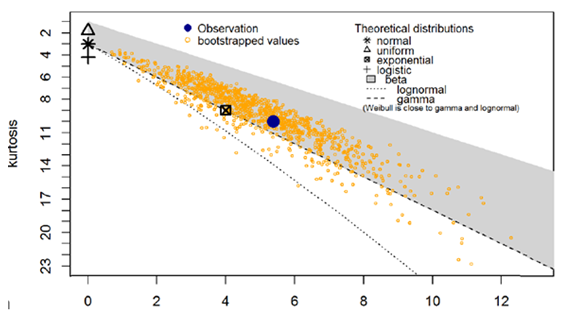 Observation
bootstrapped values
Theoretical distributions
normal
uniform
exponential
logistic
beta
lognormal
gamma
(Weibull is close to gamma and lognormal)
kurtosis
2
4
6
8
11
14
17
20
23
0 2 4 6 8 10 12